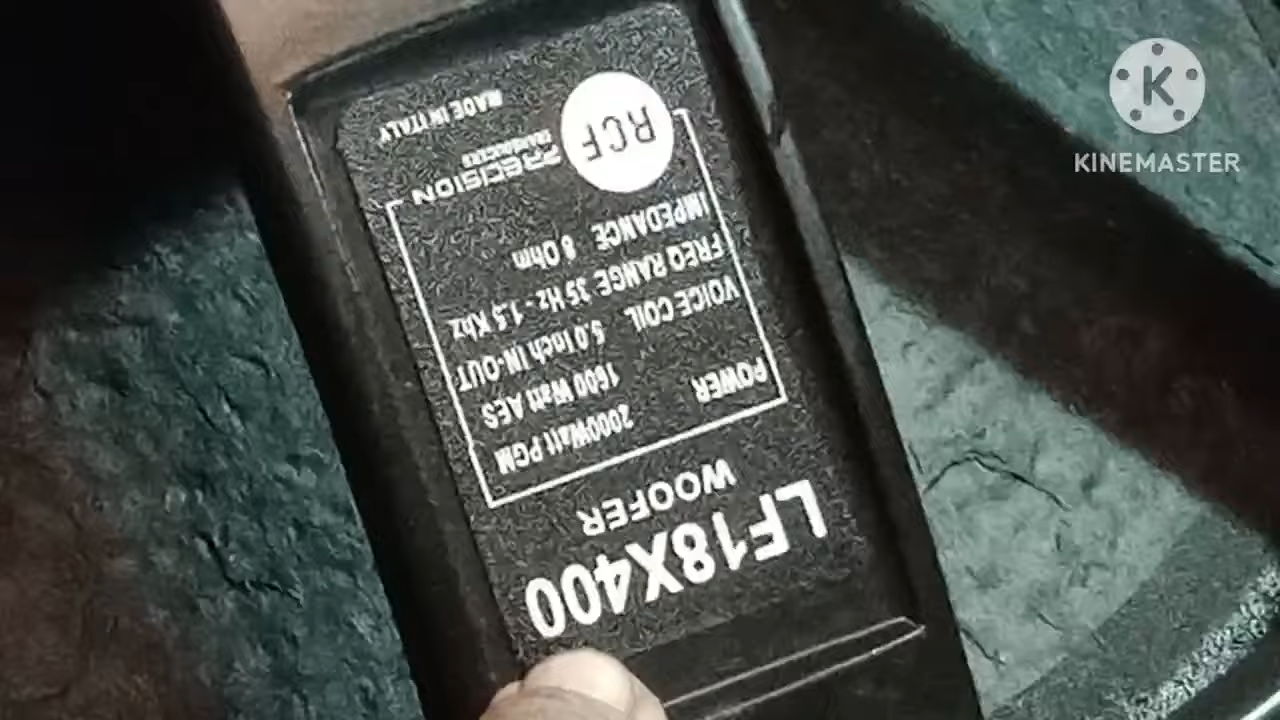 LF18X400
WOOFER
POWER 2000Watt PGM
1600 Watt AES
VOICE COIL 5.0 Inch IN-OUT
FREQ RANGE 35 Hz - 1.5 Khz
IMPEDANCE 8 Ohm
RCF PRECISION
TRANSDUCERS
MADE IN ITALY
K
KINEMASTER